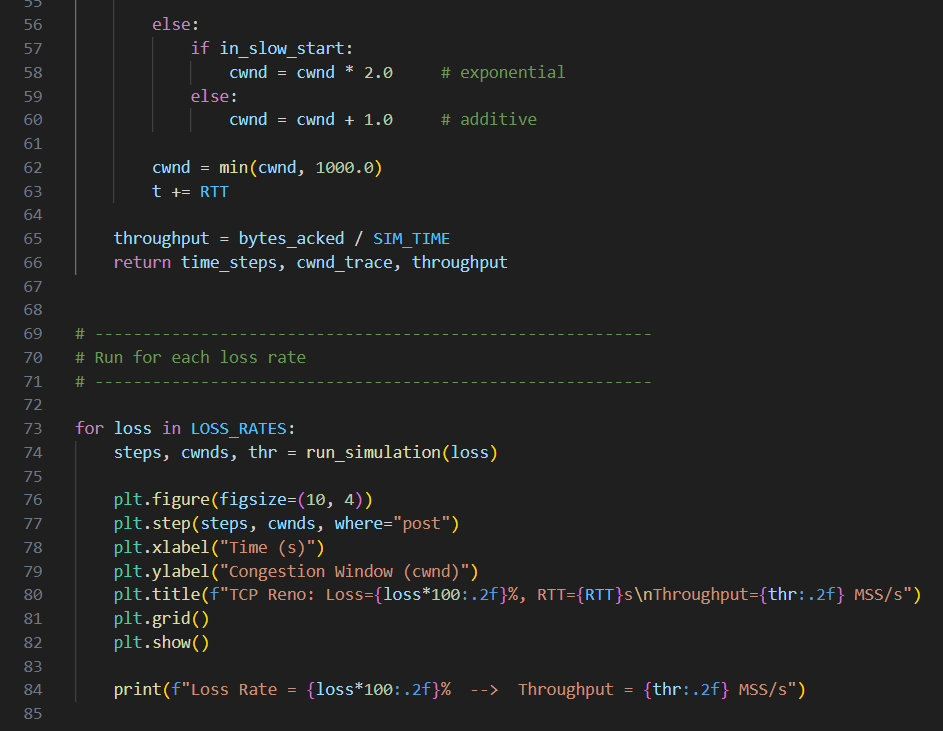 55
56         else:
57             if in_slow_start:
58                 cwnd = cwnd * 2.0     # exponential
59             else:
60                 cwnd = cwnd + 1.0     # additive
61
62         cwnd = min(cwnd, 1000.0)
63         t += RTT
64
65     throughput = bytes_acked / SIM_TIME
66     return time_steps, cwnd_trace, throughput
67
68
69 # ----------------------------------------------------------
70 # Run for each loss rate
71 # ----------------------------------------------------------
72
73 for loss in LOSS_RATES:
74     steps, cwnds, thr = run_simulation(loss)
75
76     plt.figure(figsize=(10, 4))
77     plt.step(steps, cwnds, where="post")
78     plt.xlabel("Time (s)")
79     plt.ylabel("Congestion Window (cwnd)")
80     plt.title(f"TCP Reno: Loss={loss*100:.2f}%, RTT={RTT}s\nThroughput={thr:.2f} MSS/s")
81     plt.grid()
82     plt.show()
83
84     print(f"Loss Rate = {loss*100:.2f}%  -->  Throughput = {thr:.2f} MSS/s")
85